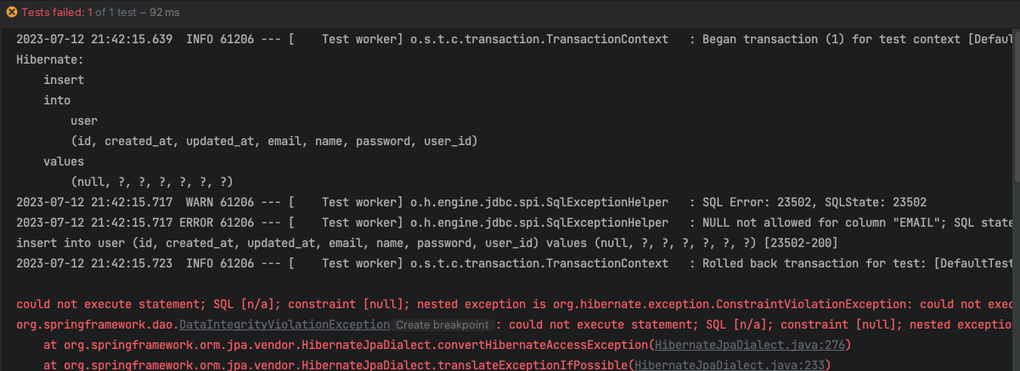 Tests failed: 1 of 1 test – 92 ms
2023-07-12 21:42:15.639  INFO 61206 --- [    Test worker] o.s.t.c.transaction.TransactionContext   : Began transaction (1) for test context [Defaul
Hibernate:
    insert
    into
        user
        (id, created_at, updated_at, email, name, password, user_id)
    values
        (null, ?, ?, ?, ?, ?, ?)
2023-07-12 21:42:15.717  WARN 61206 --- [    Test worker] o.h.engine.jdbc.spi.SqlExceptionHelper   : SQL Error: 23502, SQLState: 23502
2023-07-12 21:42:15.717 ERROR 61206 --- [    Test worker] o.h.engine.jdbc.spi.SqlExceptionHelper   : NULL not allowed for column "EMAIL"; SQL state
insert into user (id, created_at, updated_at, email, name, password, user_id) values (null, ?, ?, ?, ?, ?, ?) [23502-200]
2023-07-12 21:42:15.723  INFO 61206 --- [    Test worker] o.s.t.c.transaction.TransactionContext   : Rolled back transaction for test: [DefaultTest
could not execute statement; SQL [n/a]; constraint [null]; nested exception is org.hibernate.exception.ConstraintViolationException: could not exec
org.springframework.dao.DataIntegrityViolationException Create breakpoint : could not execute statement; SQL [n/a]; constraint [null]; nested exceptio
    at org.springframework.orm.jpa.vendor.HibernateJpaDialect.convertHibernateAccessException(HibernateJpaDialect.java:276)
    at org.springframework.orm.jpa.vendor.HibernateJpaDialect.translateExceptionIfPossible(HibernateJpaDialect.java:233)